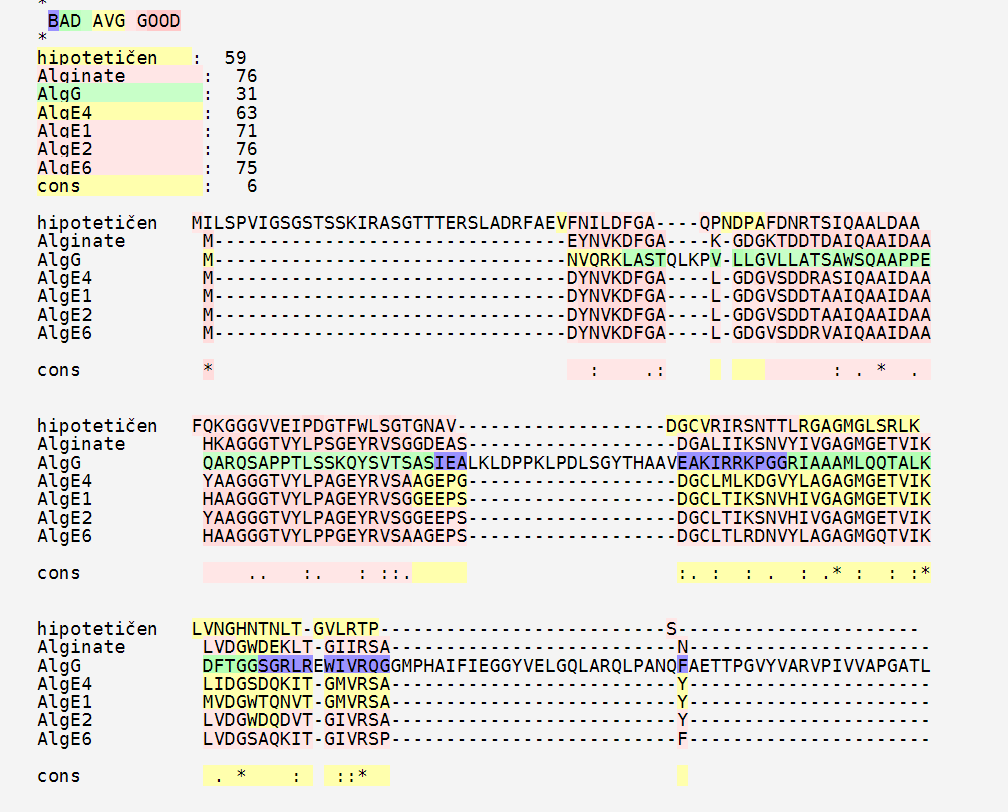 *
BAD AVG GOOD
*
hipotetičen : 59
Alginate : 76
AlgG : 31
AlgE4 : 63
AlgE1 : 71
AlgE2 : 76
AlgE6 : 75
cons : 6
hipotetičen MILSPVIGSGSTSSKIRASGTTTERSLADRFAEVFNILDFGA----QPNDPAFDNRTSIQAALDAA
Alginate M--------------------------------EYNVKDFGA----K-GDGKTDDTDAIQAAIDAA
AlgG M--------------------------------NVQRKLASTQLKPV-LLGVLLATSAWSQAAPPE
AlgE4 M--------------------------------DYNVKDFGA----L-GDGVSDDRASIQAAIDAA
AlgE1 M--------------------------------DYNVKDFGA----L-GDGVSDDTAAIQAAIDAA
AlgE2 M--------------------------------DYNVKDFGA----L-GDGVSDDTAAIQAAIDAA
AlgE6 M--------------------------------DYNVKDFGA----L-GDGVSDDRVAIQAAIDAA
cons * : .: : . * .
hipotetičen FQKGGGVVEIPDGTFWLSGTGNAV-------------------DGCVRIRSNTTLRGAGMGLSRLK
Alginate HKAGGGTVYLPSGEYRVSGGDEAS-------------------DGALIIKSNVYIVGAGMGETVIK
AlgG QARQSAPPTLSSKQYSVTSASIEALKLDPPKLPDLSGYTHAAVEAKIRRKPGGRIAAAMLQQTALK
AlgE4 YAAGGGTVYLPAGEYRVSAAGEPG-------------------DGCLMLKDGVYLAGAGMGETVIK
AlgE1 HAAGGGTVYLPAGEYRVSGGEEPS-------------------DGCLTIKSNVHIVGAGMGETVIK
AlgE2 YAAGGGTVYLPAGEYRVSGGEEPS-------------------DGCLTIKSNVHIVGAGMGETVIK
AlgE6 HAAGGGTVYLPPGEYRVSAAGEPS-------------------DGCLTLRDNVYLAGAGMGQTVIK
cons .. :. : ::. :. : : . : .* : : :*
hipotetičen LVNGHNTNLT-GVLRTP--------------------------S----------------------
Alginate LVDGWDEKLT-GIIRSA--------------------------N----------------------
AlgG DFTGGSGRLREWIVRQGGMPHAIFIEGGYVELGQLARQLPANQFAETTPGVYVARVPIVVAPGATL
AlgE4 LIDGSDQKIT-GMVRSA--------------------------Y----------------------
AlgE1 MVDGWTQNVT-GMVRSA--------------------------Y----------------------
AlgE2 LVDGWDQDVT-GIVRSA--------------------------Y----------------------
AlgE6 LVDGSAQKIT-GIVRSP--------------------------F----------------------
cons . * : ::*